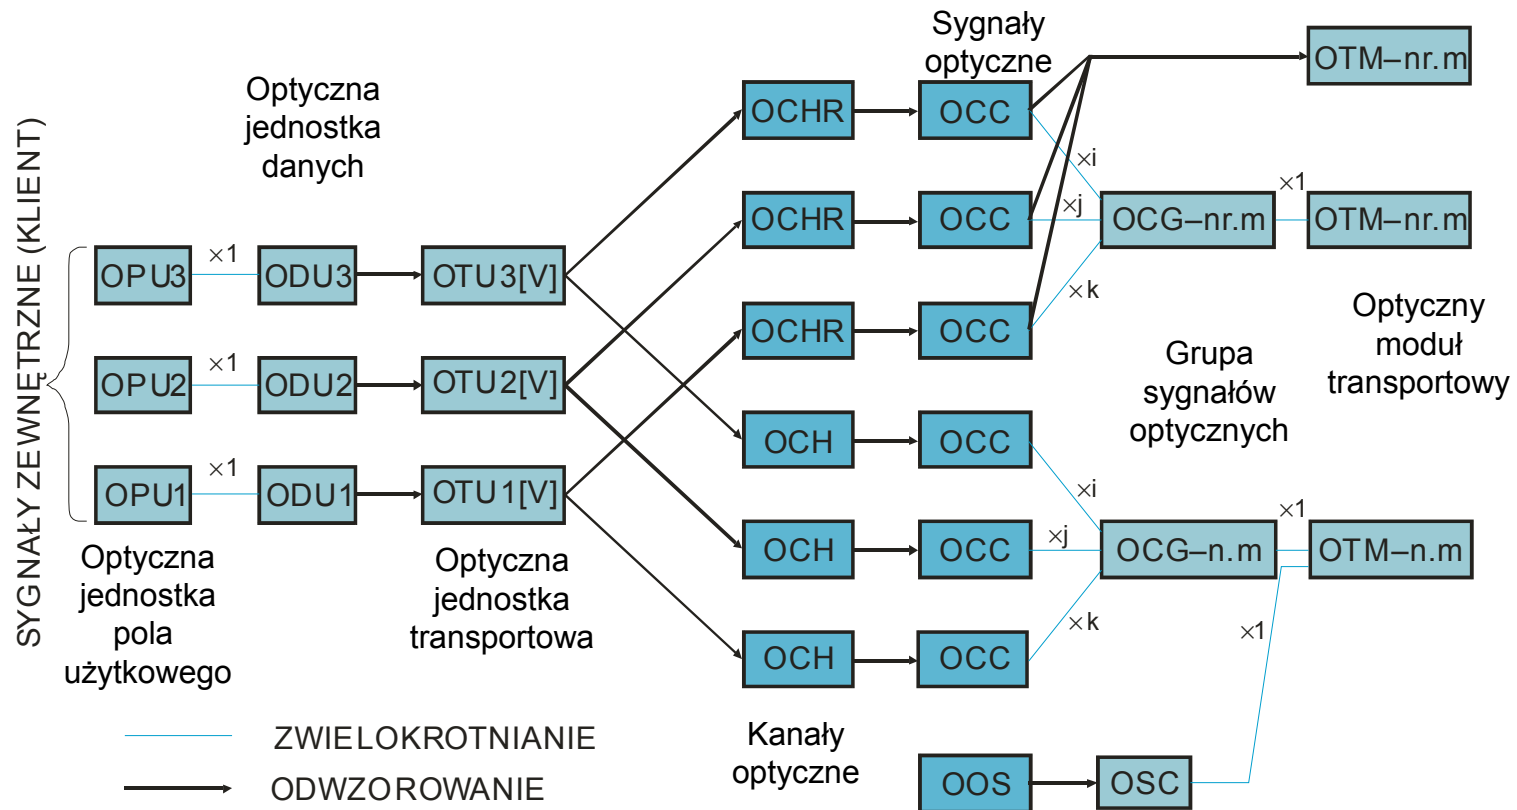 SYGNAŁY ZEWNĘTRZNE (KLIENT)
Optyczna
jednostka
danych
OPU3
×1
ODU3
OTU3[V]
OPU2
×1
ODU2
OTU2[V]
OPU1
×1
ODU1
OTU1[V]
Optyczna
jednostka
pola
użytkowego
Optyczna
jednostka
transportowa
Sygnały
optyczne
OCHR
OCC
OTM–nr.m
OCHR
OCC
OCHR
OCC
×i
×j
×k
OCG–nr.m
×1
OTM–nr.m
Grupa
sygnałów
optycznych
Optyczny
moduł
transportowy
OCH
OCC
OCH
OCC
OCH
OCC
×i
×j
×k
OCG–n.m
×1
OTM–n.m
×1
Kanały
optyczne
OOS
OSC
ZWIELOKROTNIANIE
ODWZOROWANIE